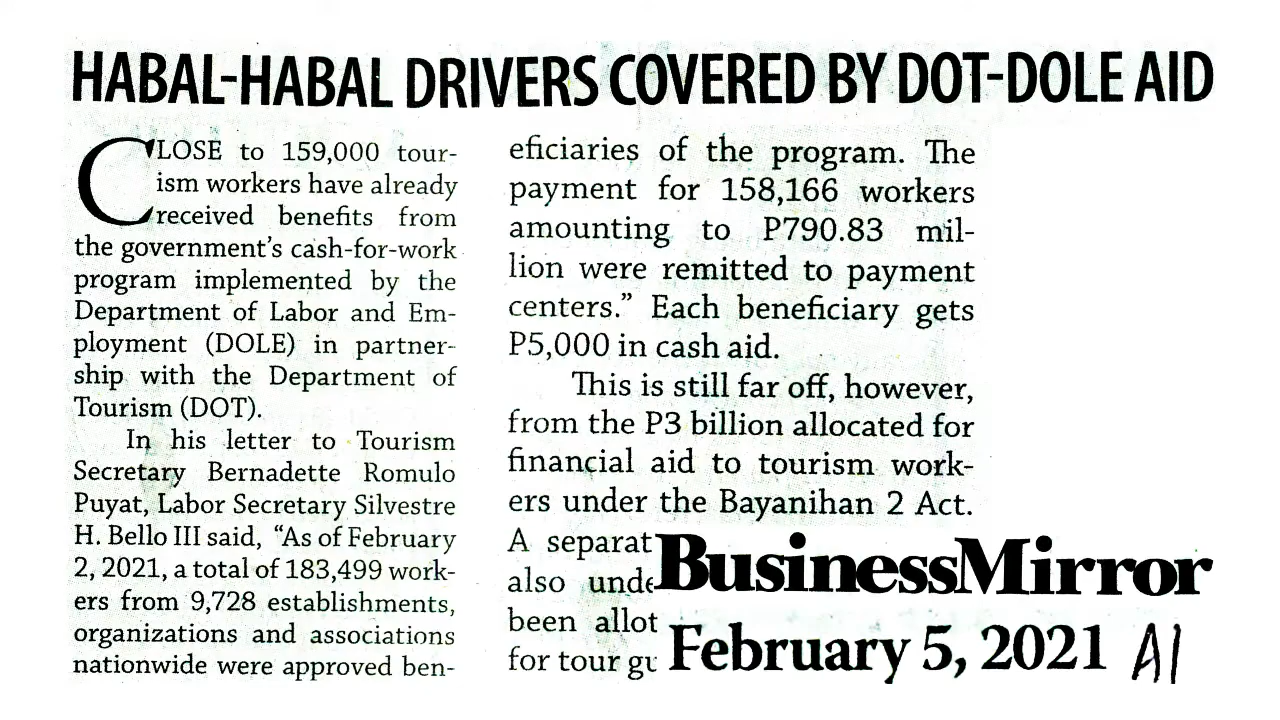 HABAL-HABAL DRIVERS COVERED BY DOT-DOLE AID
CLOSE to 159,000 tour-
ism workers have already
received benefits from
the government's cash-for-work
program implemented by the
Department of Labor and Em-
ployment (DOLE) in partner-
ship with the Department of
Tourism (DOT).
In his letter to Tourism
Secretary Bernadette Romulo
Puyat, Labor Secretary Silvestre
H. Bello III said, “As of February
2, 2021, a total of 183,499 work-
ers from 9,728 establishments,
organizations and associations
nationwide were approved ben-
eficiaries of the program. The
payment for 158,166 workers
amounting to P790.83 mil-
lion were remitted to payment
centers.” Each beneficiary gets
P5,000 in cash aid.
This is still far off, however,
from the P3 billion allocated for
financial aid to tourism work-
ers under the Bayanihan 2 Act.
A
also
been
for tour
BusinessMirror
February 5, 2021 A1